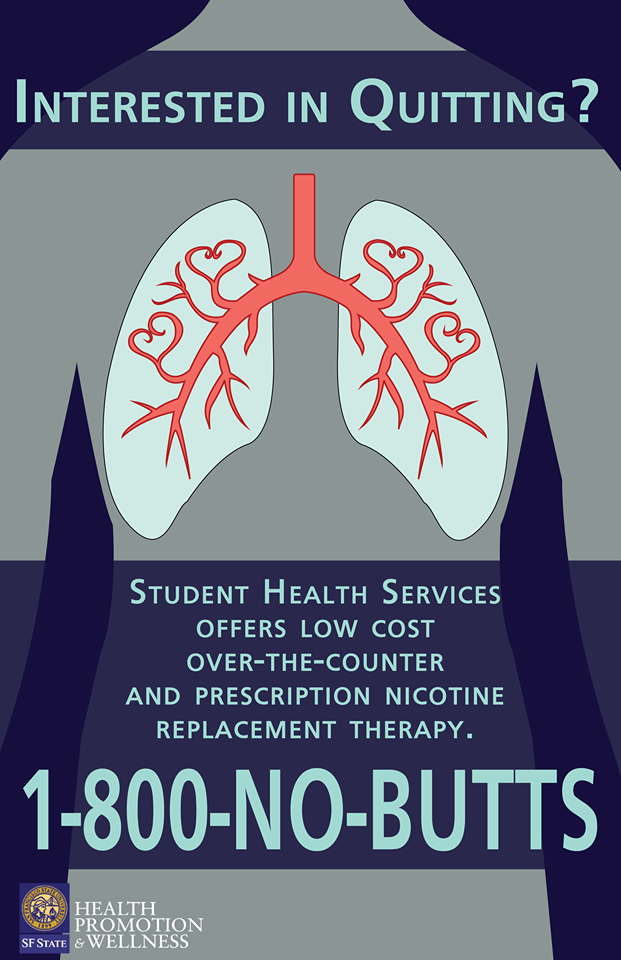 Interested in Quitting?
Student Health Services
offers low cost
over-the-counter
and prescription nicotine
replacement therapy.
1-800-NO-BUTTS
SF STATE
HEALTH
PROMOTION
& WELLNESS